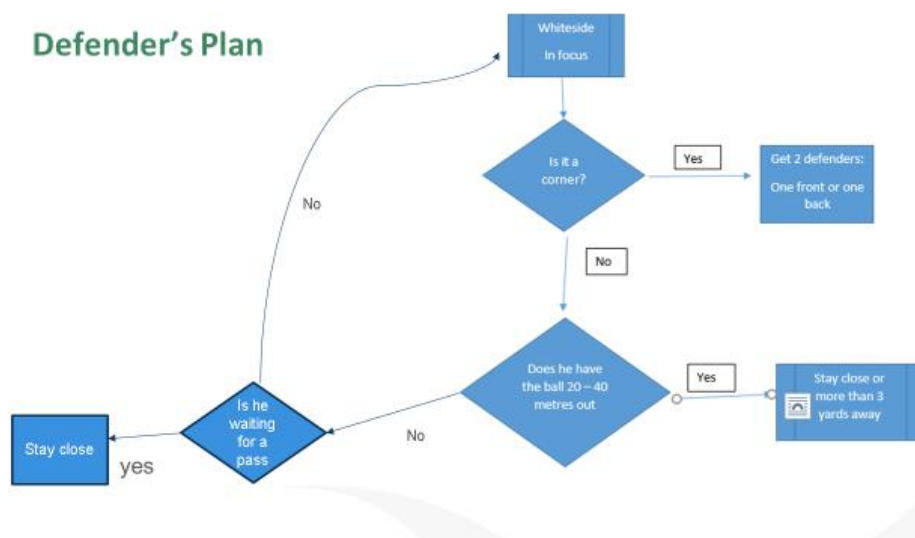 Defender's Plan
Whiteside
In focus
Is it a
corner?
Yes
Get 2 defenders:
One front or one
back
No
No
Does he have
the ball 20 – 40
metres out
Yes
Stay close or
more than 3
yards away
No
Is he
waiting
for a
pass
yes
Stay close